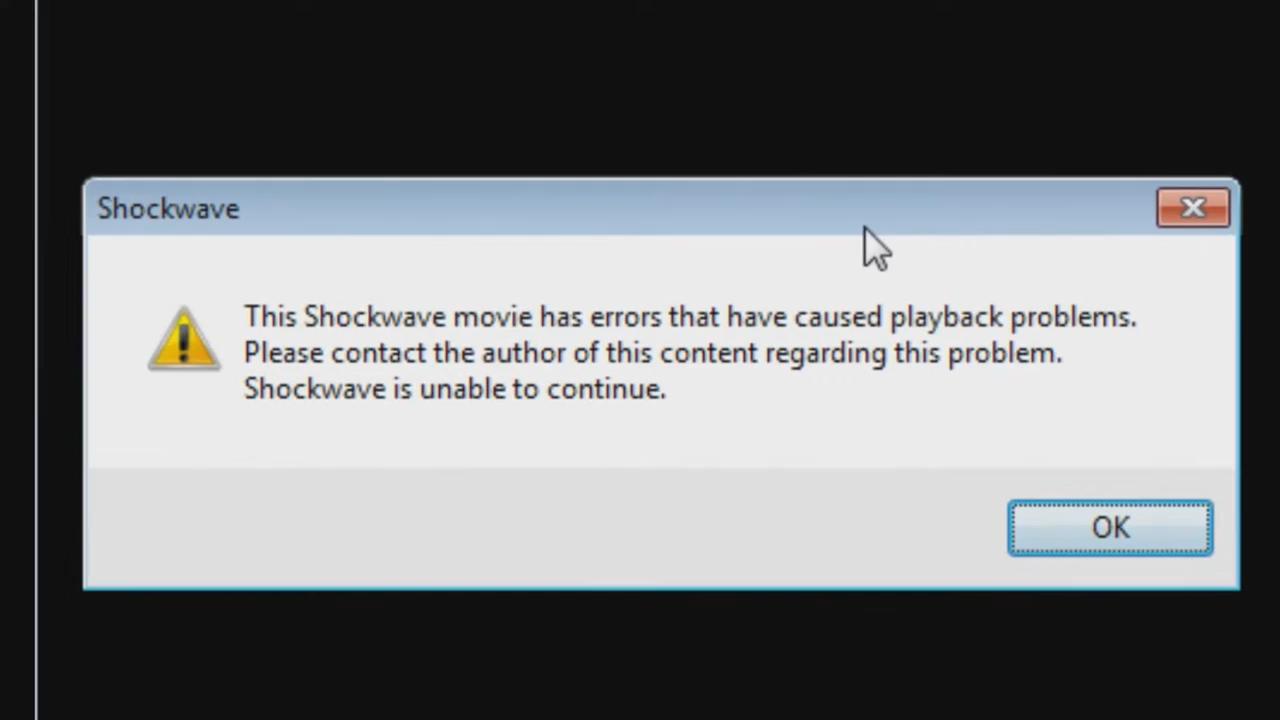 Shockwave
This Shockwave movie has errors that have caused playback problems.
Please contact the author of this content regarding this problem.
Shockwave is unable to continue.
OK